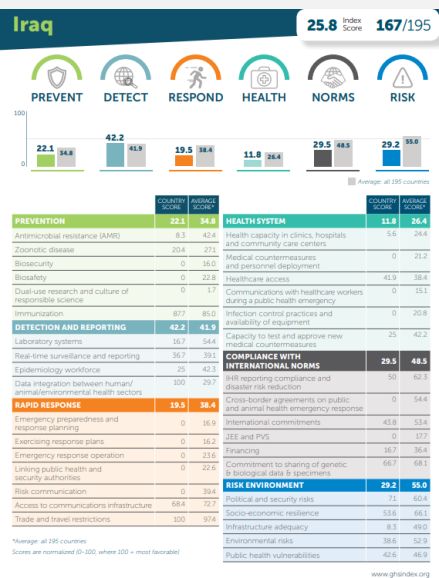 Iraq
25.8 Index Score 167/195
PREVENT DETECT RESPOND HEALTH NORMS RISK
100
0
22.1 34.8
42.2 41.9
19.5 38.4
11.8 26.4
29.5 48.5
29.2 55.0
Average: all 195 countries
COUNTRY SCORE AVERAGE SCORE*
PREVENTION 22.1 34.8
Antimicrobial resistance (AMR) 8.3 42.4
Zoonotic disease 20.4 27.1
Biosecurity 0 16.0
Biosafety 0 22.8
Dual-use research and culture of
responsible science 0 1.7
Immunization 87.7 85.0
DETECTION AND REPORTING 42.2 41.9
Laboratory systems 16.7 54.4
Real-time surveillance and reporting 36.7 39.1
Epidemiology workforce 25 42.3
Data integration between human/
animal/environmental health sectors 100 29.7
RAPID RESPONSE 19.5 38.4
Emergency preparedness and
response planning 0 16.9
Exercising response plans 0 16.2
Emergency response operation 0 23.6
Linking public health and
security authorities 0 22.6
Risk communication 0 39.4
Access to communications infrastructure 68.4 72.7
Trade and travel restrictions 100 97.4
*Average: all 195 countries
Scores are normalized (0–100, where 100 = most favorable)
COUNTRY SCORE AVERAGE SCORE*
HEALTH SYSTEM 11.8 26.4
Health capacity in clinics, hospitals
and community care centers 5.6 24.4
Medical countermeasures
and personnel deployment 0 21.2
Healthcare access 41.9 38.4
Communications with healthcare workers
during a public health emergency 0 15.1
Infection control practices and
availability of equipment 0 20.8
Capacity to test and approve new
medical countermeasures 25 42.2
COMPLIANCE WITH
INTERNATIONAL NORMS 29.5 48.5
IHR reporting compliance and
disaster risk reduction 50 62.3
Cross-border agreements on public
and animal health emergency response 0 54.4
International commitments 43.8 53.4
JEE and PVS 0 17.7
Financing 16.7 36.4
Commitment to sharing of genetic
& biological data & specimens 66.7 68.1
RISK ENVIRONMENT 29.2 55.0
Political and security risks 7.1 60.4
Socio-economic resilience 53.6 66.1
Infrastructure adequacy 8.3 49.0
Environmental risks 38.6 52.9
Public health vulnerabilities 42.6 46.9
www.ghsindex.org